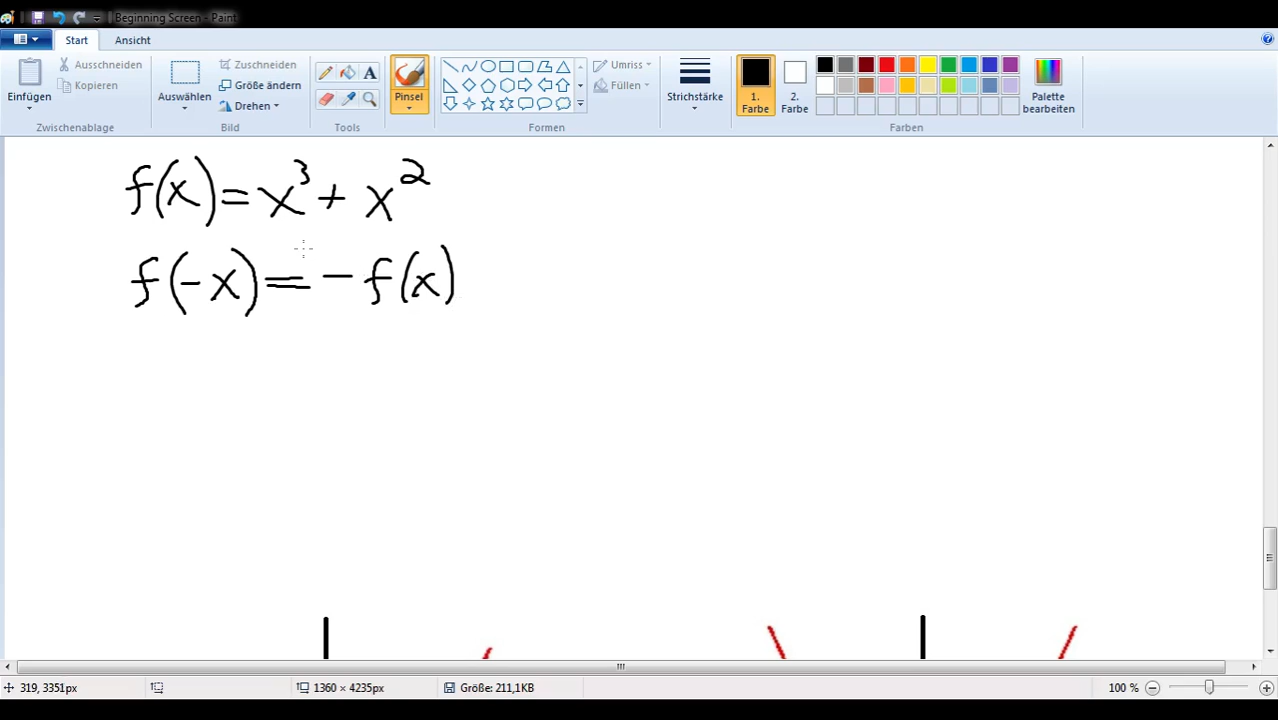 Beginning Screen - Paint
Start Ansicht
Einfügen
Ausschneiden
Kopieren
Zwischenablage
Auswählen
Zuschneiden
Größe ändern
Drehen
Bild
A
Tools
Pinsel
Umriss
Füllen
Formen
Strichstärke
1. Farbe
2. Farbe
Palette bearbeiten
Farben
f(x)=x³+x²
f(-x)=-f(x)
319, 3351px 1360 × 4235px Größe: 211,1KB 100 %